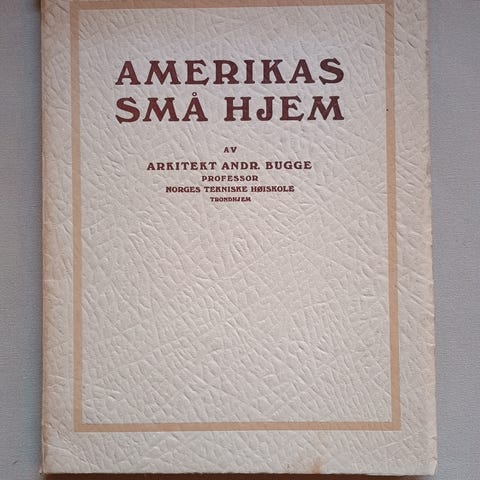 AMERIKAS
SMÅ HJEM
AV
ARKITEKT ANDR. BUGGE
PROFESSOR
NORGES TEKNISKE HØISKOLE
TRONDHJEM